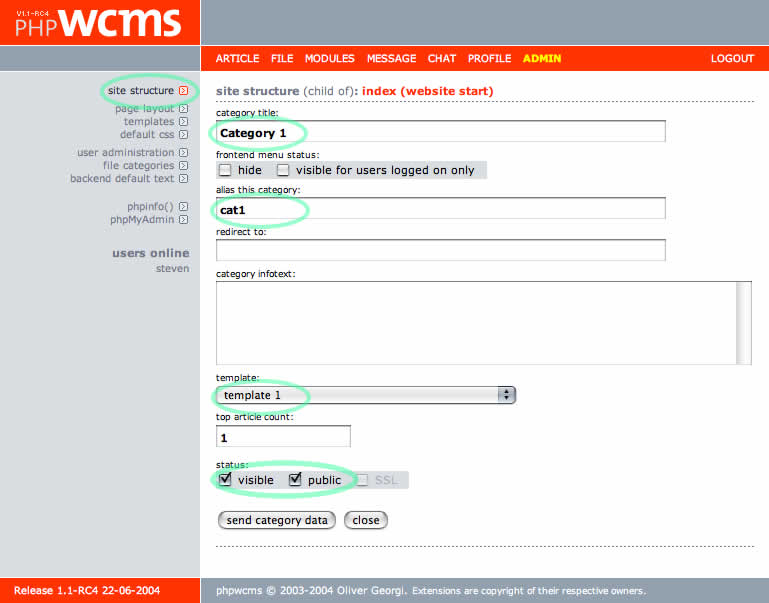 V1.1-RC4
PHPWCMS
ARTICLE FILE MODULES MESSAGE CHAT PROFILE ADMIN LOGOUT
site structure
page layout
templates
default css
user administration
file categories
backend default text
phpinfo()
phpMyAdmin
users online
steven
site structure (child of): index (website start)
category title:
Category 1
frontend menu status:
hide visible for users logged on only
alias this category:
cat1
redirect to:
category infotext:
template:
template 1
top article count:
1
status:
visible public SSL
send category data close
Release 1.1-RC4 22-06-2004
phpwcms © 2003-2004 Oliver Georgi. Extensions are copyright of their respective owners.